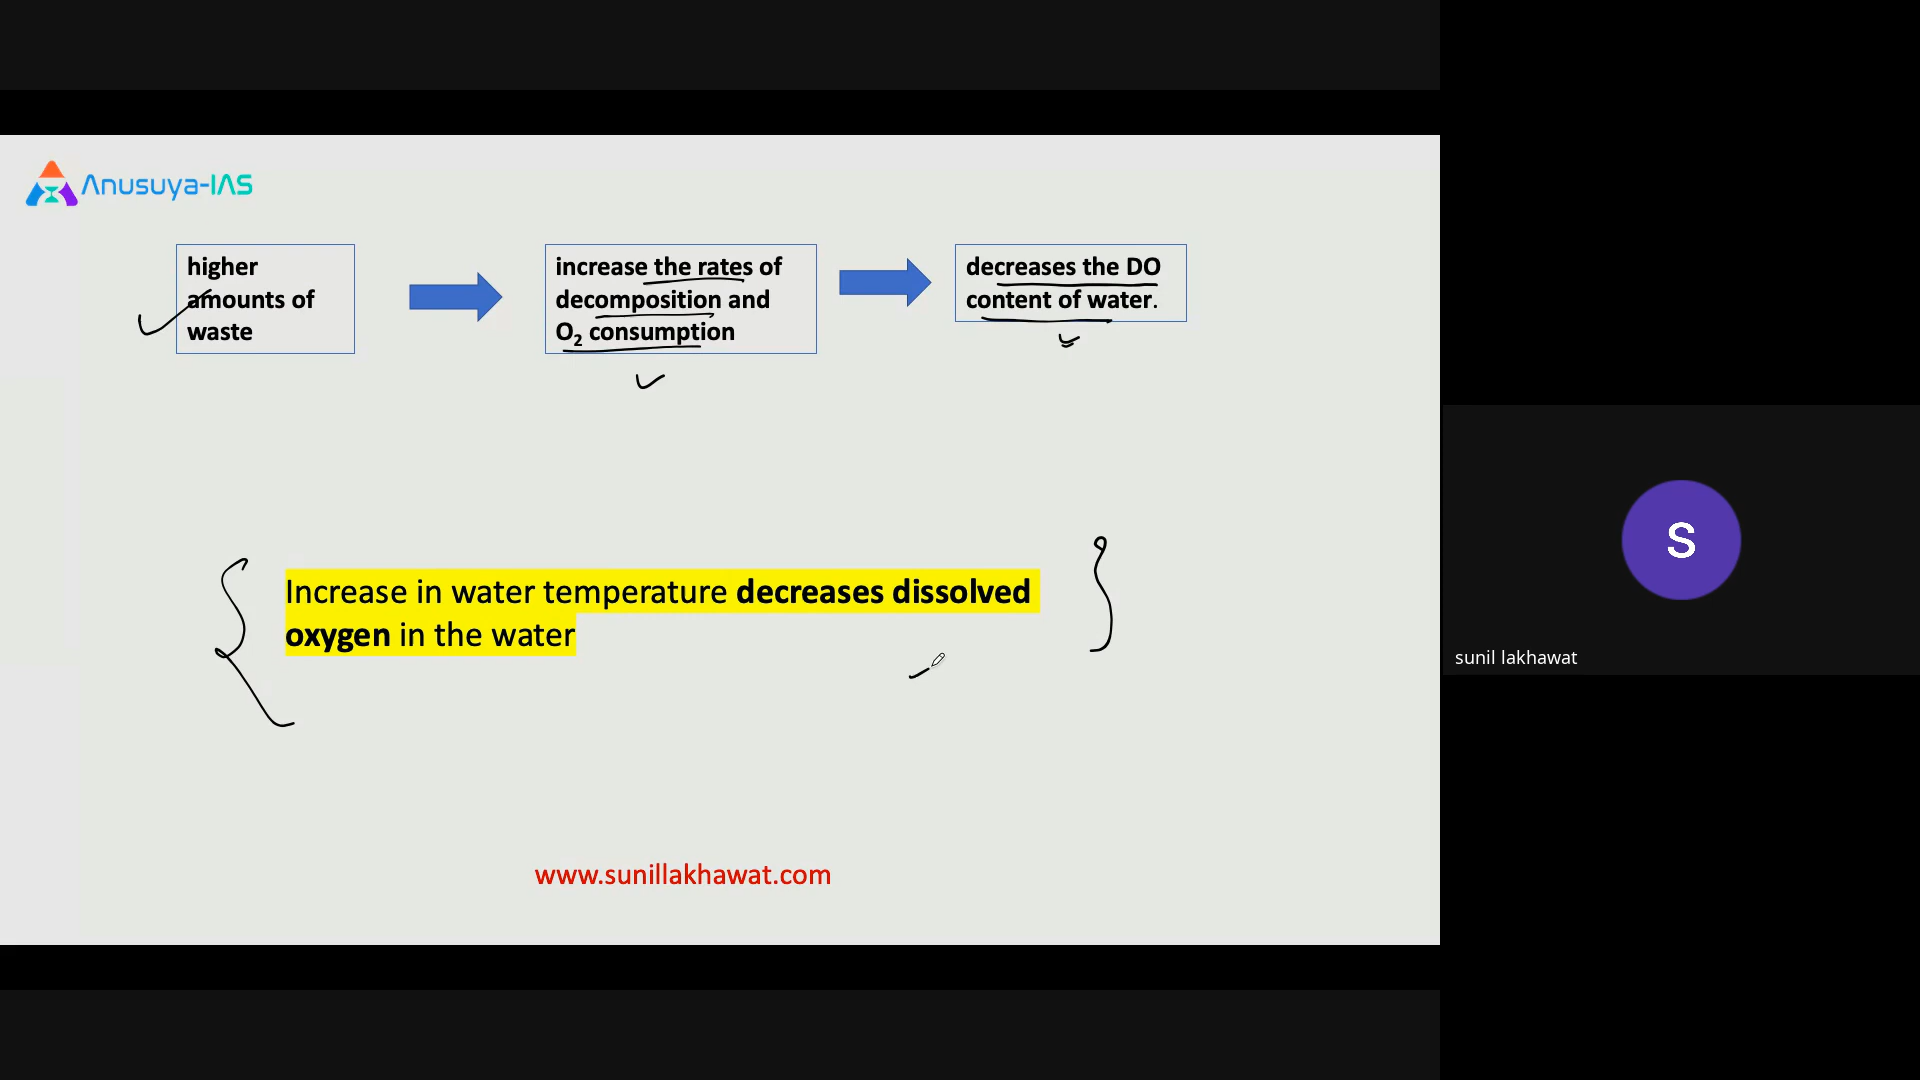 Anusuya-IAS
higher
amounts of
waste
increase the rates of
decomposition and
O₂ consumption
decreases the DO
content of water.
Increase in water temperature decreases dissolved
oxygen in the water
www.sunillakhawat.com
S
sunil lakhawat